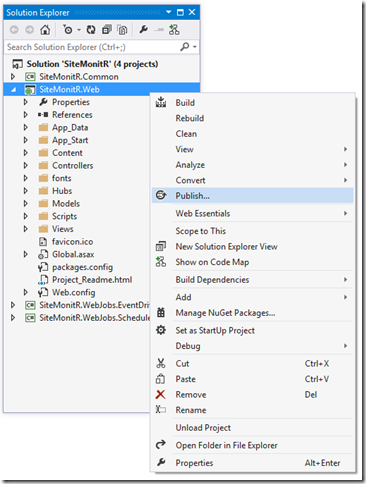 Solution Explorer
Search Solution Explorer (Ctrl+;)
Solution 'SiteMonitR' (4 projects)
SiteMonitR.Common
SiteMonitR.Web
Properties
References
App_Data
App_Start
Content
Controllers
fonts
Hubs
Models
Scripts
Views
favicon.ico
Global.asax
packages.config
Project_Readme.html
Web.config
SiteMonitR.WebJobs.EventDri
SiteMonitR.WebJobs.Schedule
Build
Rebuild
Clean
View
Analyze
Convert
Publish...
Web Essentials
Scope to This
New Solution Explorer View
Show on Code Map
Build Dependencies
Add
Manage NuGet Packages...
Set as StartUp Project
Debug
Cut Ctrl+X
Paste Ctrl+V
Remove Del
Rename
Unload Project
Open Folder in File Explorer
Properties Alt+Enter